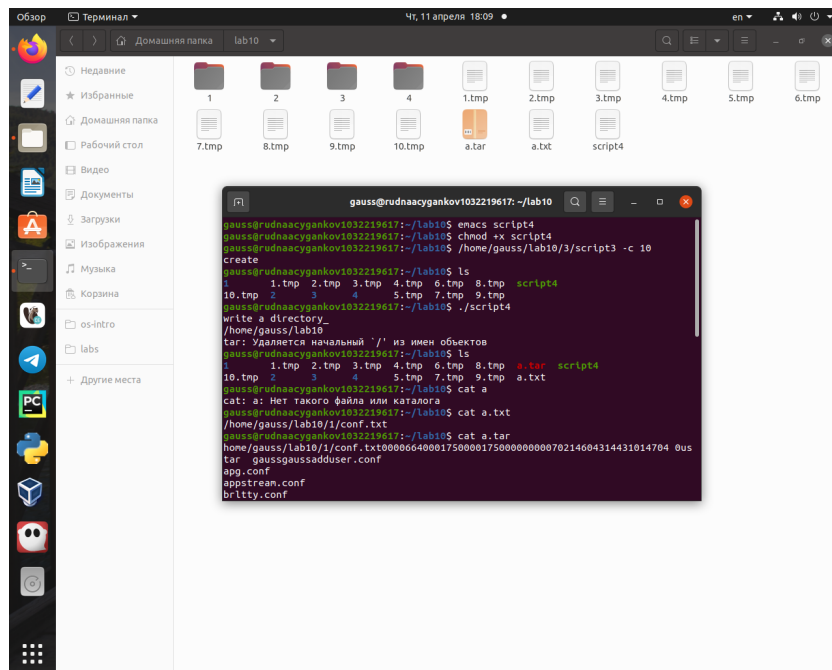 Обзор
Терминал
Чт, 11 апреля 18:09
en
Домашняя папка
lab10
Недавние
Избранные
Домашняя папка
Рабочий стол
Видео
Документы
Загрузки
Изображения
Музыка
Корзина
os-intro
labs
+ Другие места
1 2 3 4 1.tmp 2.tmp 3.tmp 4.tmp 5.tmp 6.tmp
7.tmp 8.tmp 9.tmp 10.tmp a.tar a.txt script4
gauss@rudnaacygankov1032219617: ~/lab10
gauss@rudnaacygankov1032219617:~/lab10$ emacs script4
gauss@rudnaacygankov1032219617:~/lab10$ chmod +x script4
gauss@rudnaacygankov1032219617:~/lab10$ /home/gauss/lab10/3/script3 -c 10
create
gauss@rudnaacygankov1032219617:~/lab10$ ls
1 1.tmp 2.tmp 3.tmp 4.tmp 6.tmp 8.tmp script4
10.tmp 2 3 4 5.tmp 7.tmp 9.tmp
gauss@rudnaacygankov1032219617:~/lab10$ ./script4
write a directory_
/home/gauss/lab10
tar: Удаляется начальный `/' из имен объектов
gauss@rudnaacygankov1032219617:~/lab10$ ls
1 1.tmp 2.tmp 3.tmp 4.tmp 6.tmp 8.tmp a.tar script4
10.tmp 2 3 4 5.tmp 7.tmp 9.tmp a.txt
gauss@rudnaacygankov1032219617:~/lab10$ cat a
cat: a: Нет такого файла или каталога
gauss@rudnaacygankov1032219617:~/lab10$ cat a.txt
/home/gauss/lab10/1/conf.txt
gauss@rudnaacygankov1032219617:~/lab10$ cat a.tar
home/gauss/lab10/1/conf.txt0000664000175000017500000000070214604314431014704 0us
tar gaussgaussadduser.conf
apg.conf
appstream.conf
brltty.conf
PC